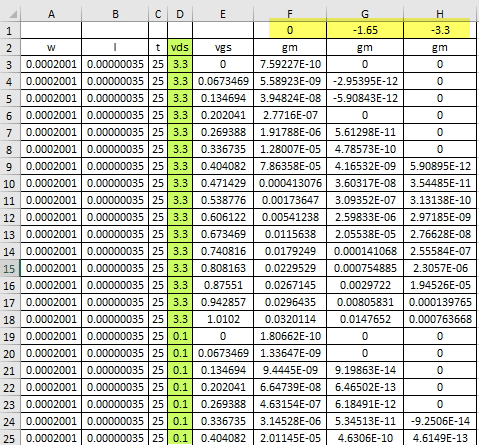 A B C D E F G H
1 0 -1.65 -3.3
2 w l t vds vgs gm gm gm
3 0.0002001 0.00000035 25 3.3 0 7.59227E-10 0 0
4 0.0002001 0.00000035 25 3.3 0.0673469 5.58923E-09 -2.95395E-12 0
5 0.0002001 0.00000035 25 3.3 0.134694 3.94824E-08 -5.90843E-12 0
6 0.0002001 0.00000035 25 3.3 0.202041 2.7716E-07 0 0
7 0.0002001 0.00000035 25 3.3 0.269388 1.91788E-06 5.61298E-11 0
8 0.0002001 0.00000035 25 3.3 0.336735 1.28007E-05 4.78573E-10 0
9 0.0002001 0.00000035 25 3.3 0.404082 7.86358E-05 4.16532E-09 5.90895E-12
10 0.0002001 0.00000035 25 3.3 0.471429 0.000413076 3.60317E-08 3.54485E-11
11 0.0002001 0.00000035 25 3.3 0.538776 0.00173647 3.09352E-07 3.13138E-10
12 0.0002001 0.00000035 25 3.3 0.606122 0.00541238 2.59833E-06 2.97185E-09
13 0.0002001 0.00000035 25 3.3 0.673469 0.0115638 2.05538E-05 2.76628E-08
14 0.0002001 0.00000035 25 3.3 0.740816 0.0179249 0.000141068 2.55584E-07
15 0.0002001 0.00000035 25 3.3 0.808163 0.0229529 0.000754885 2.3057E-06
16 0.0002001 0.00000035 25 3.3 0.87551 0.0267145 0.0029722 1.94525E-05
17 0.0002001 0.00000035 25 3.3 0.942857 0.0296435 0.00805831 0.000139765
18 0.0002001 0.00000035 25 3.3 1.0102 0.0320114 0.0147652 0.000763668
19 0.0002001 0.00000035 25 0.1 0 1.80662E-10 0 0
20 0.0002001 0.00000035 25 0.1 0.0673469 1.33647E-09 0 0
21 0.0002001 0.00000035 25 0.1 0.134694 9.4445E-09 9.19863E-14 0
22 0.0002001 0.00000035 25 0.1 0.202041 6.64739E-08 6.46502E-13 0
23 0.0002001 0.00000035 25 0.1 0.269388 4.63154E-07 6.18491E-12 0
24 0.0002001 0.00000035 25 0.1 0.336735 3.14528E-06 5.34513E-11 -9.2506E-14
25 0.0002001 0.00000035 25 0.1 0.404082 2.01145E-05 4.6306E-10 4.6149E-13